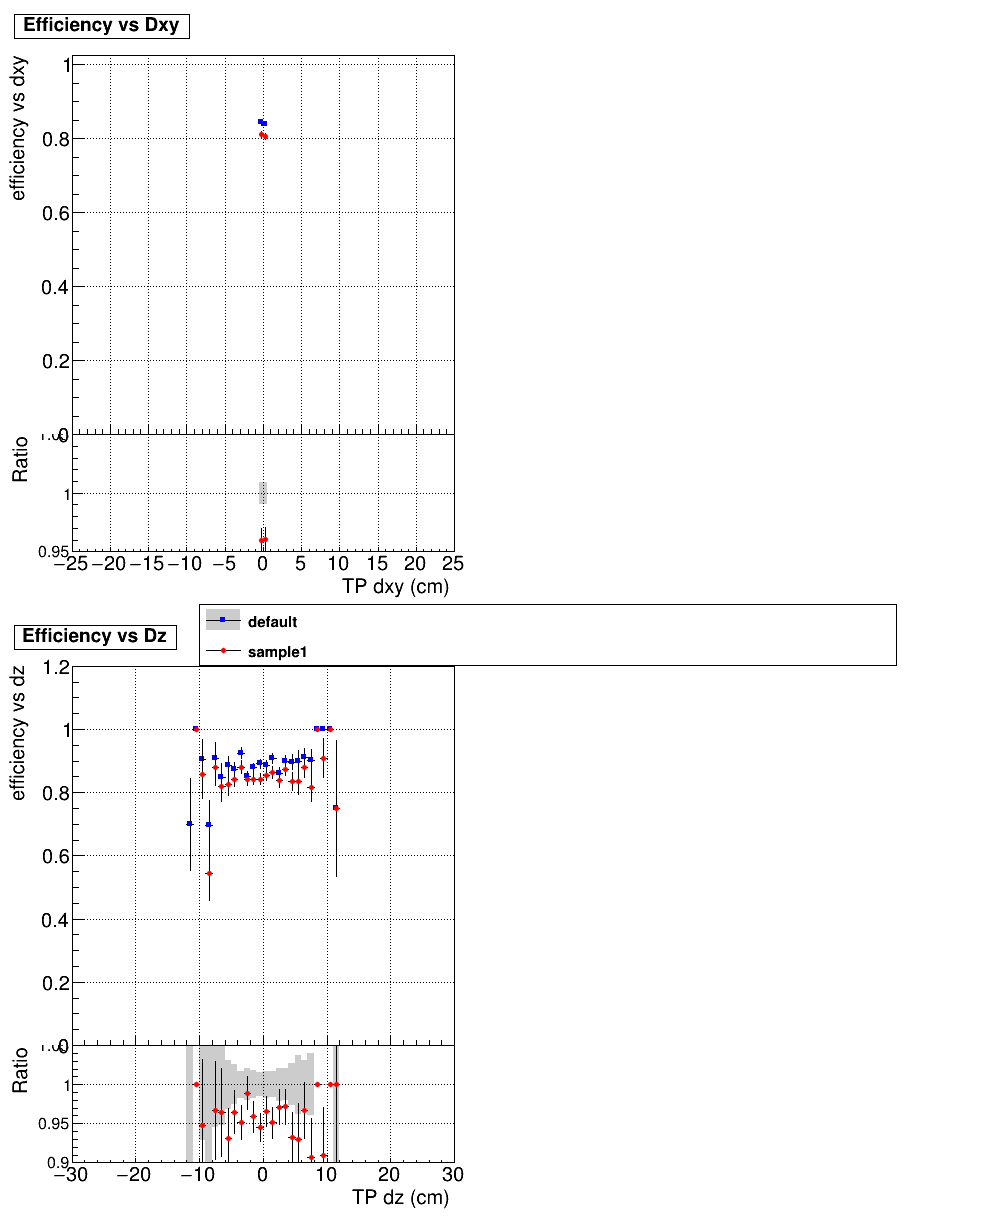 Efficiency vs Dxy
efficiency vs dxy
1
0.8
0.6
0.4
0.2
0
Ratio
1
0.95
−25 −20 −15 −10 −5 0 5 10 15 20 25
TP dxy (cm)
default
sample1
Efficiency vs Dz
efficiency vs dz
1.2
1
0.8
0.6
0.4
0.2
0
Ratio
1
0.95
0.9
−30 −20 −10 0 10 20 30
TP dz (cm)